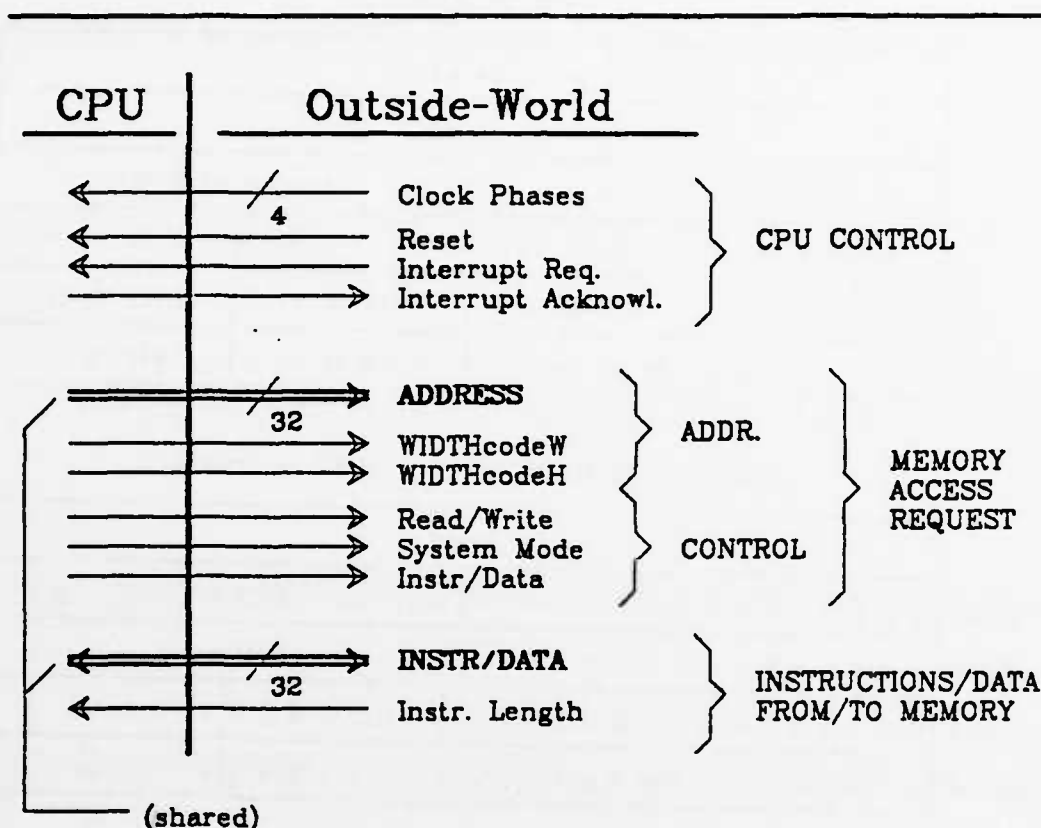 CPU Outside-World
Clock Phases
4
Reset
CPU CONTROL
Interrupt Req.
Interrupt Acknowl.
ADDRESS
32
ADDR.
WIDTHcodeW
WIDTHcodeH
MEMORY
ACCESS
REQUEST
Read/Write
System Mode
CONTROL
Instr/Data
INSTR/DATA
32
INSTRUCTIONS/DATA
FROM/TO MEMORY
Instr. Length
(shared)